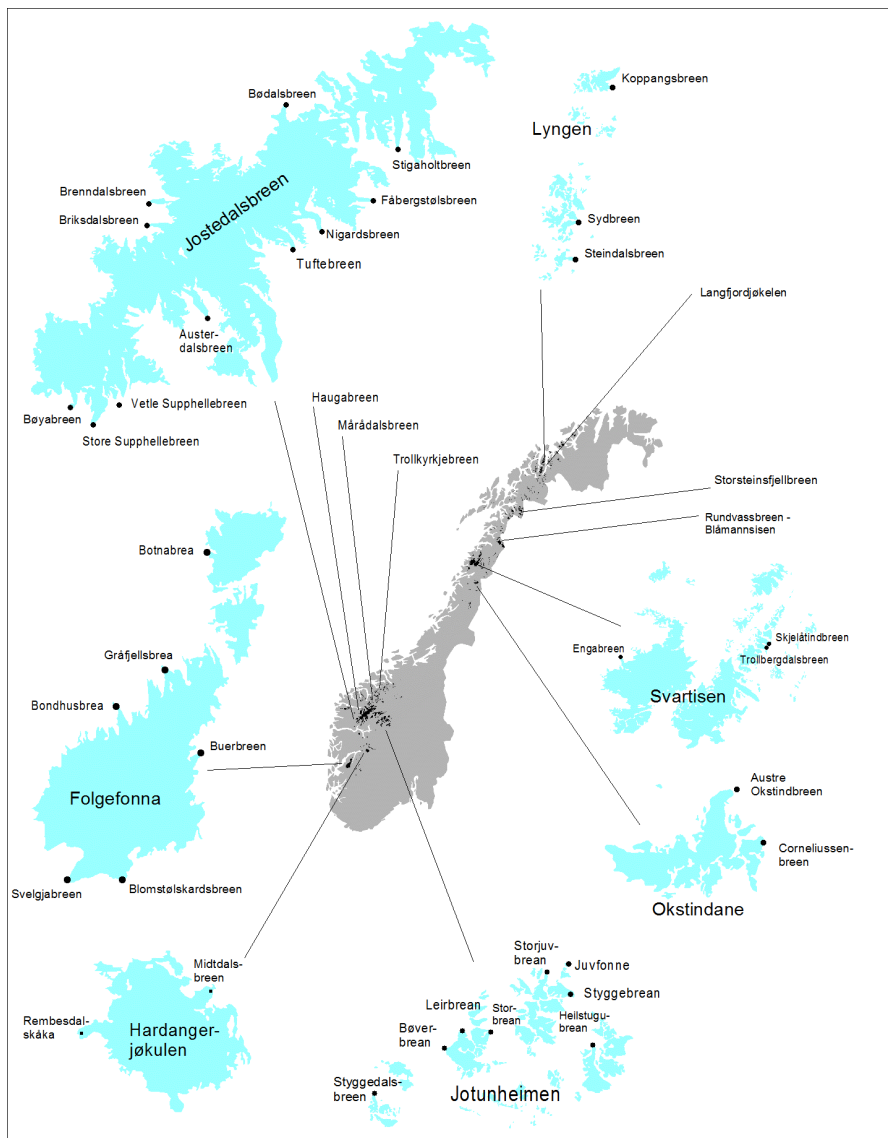 Bødalsbreen
Koppangsbreen
Lyngen
Stigaholtbreen
Brenndalsbreen
Fåbergstølsbreen
Jostedalsbreen
Briksdalsbreen
Nigardsbreen
Tuftebreen
Sydbreen
Steindalsbreen
Langfjordjøkelen
Auster-
dalsbreen
Haugabreen
Vetle Supphellebreen
Bøyabreen
Store Supphellebreen
Mårådalsbreen
Trollkyrkjebreen
Storsteinsfjellbreen
Rundvassbreen -
Blåmannsisen
Botnabrea
Gråfjellsbrea
Bondhusbrea
Buerbreen
Folgefonna
Svelgjabreen
Blomstølskardsbreen
Engabreen
Skjelåtindbreen
Trollbergdalsbreen
Svartisen
Austre
Okstindbreen
Corneliussen-
breen
Okstindane
Midtdals-
breen
Rembesdal-
skåka
Hardanger-
jøkulen
Storjuv-
brean
Juvfonne
Styggebrean
Leirbrean
Stor-
brean
Heilstugu-
brean
Bøver-
brean
Styggedals-
breen
Jotunheimen